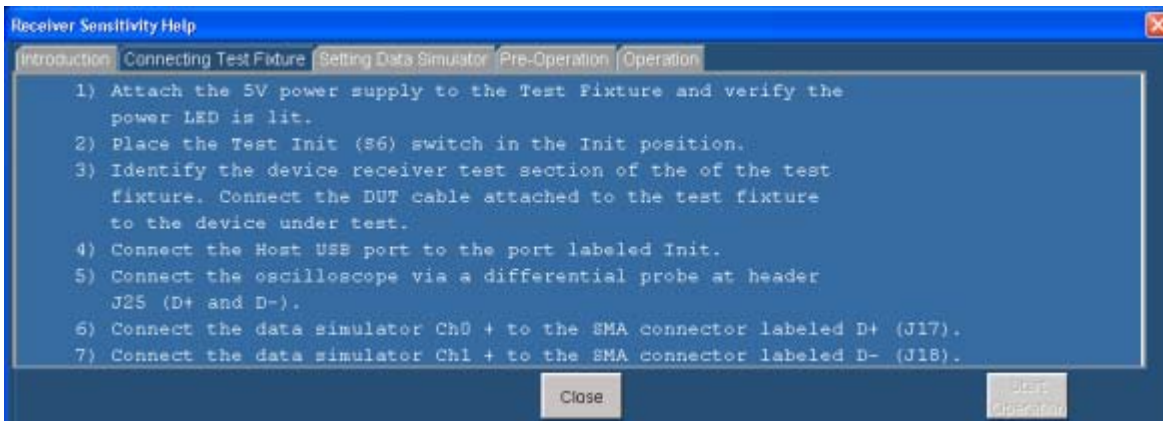 Receiver Sensitivity Help
Introduction Connecting Test Fixture Setting Data Simulator Pre-Operation Operation
1) Attach the 5V power supply to the Test Fixture and verify the
power LED is lit.
2) Place the Test Init (S6) switch in the Init position.
3) Identify the device receiver test section of the of the test
fixture. Connect the DUT cable attached to the test fixture
to the device under test.
4) Connect the Host USB port to the port labeled Init.
5) Connect the oscilloscope via a differential probe at header
J25 (D+ and D-).
6) Connect the data simulator Ch0 + to the SMA connector labeled D+ (J17).
7) Connect the data simulator Ch1 + to the SMA connector labeled D- (J18).
Close
Start
Operation